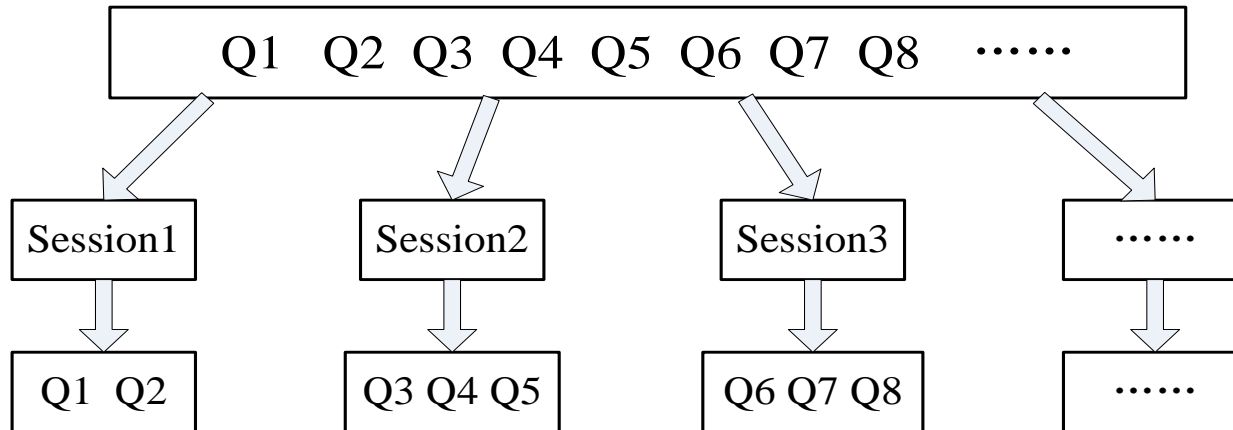 Q1 Q2 Q3 Q4 Q5 Q6 Q7 Q8 ……
Session1 Session2 Session3 ……
Q1 Q2 Q3 Q4 Q5 Q6 Q7 Q8 ……